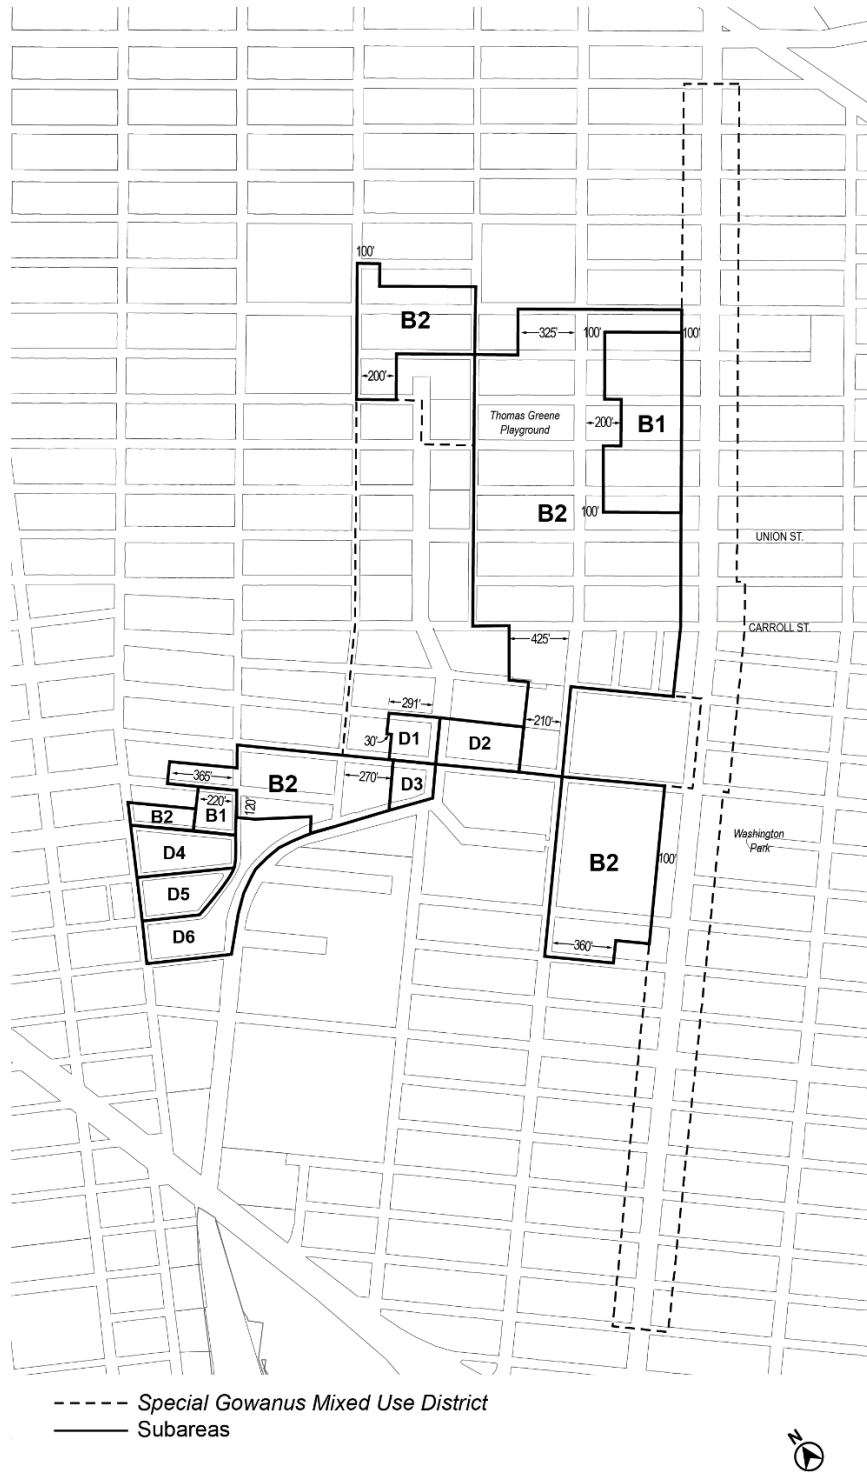 100'
B2
325'
100'
100'
200'
Thomas Greene
Playground
200'
B1
B2
100'
UNION ST.
CARROLL ST.
425'
291'
210'
30'
D1
D2
365'
B2
270'
D3
220'
120'
B2
B1
Washington
Park
D4
B2
100'
D5
D6
360'
Special Gowanus Mixed Use District
Subareas
N